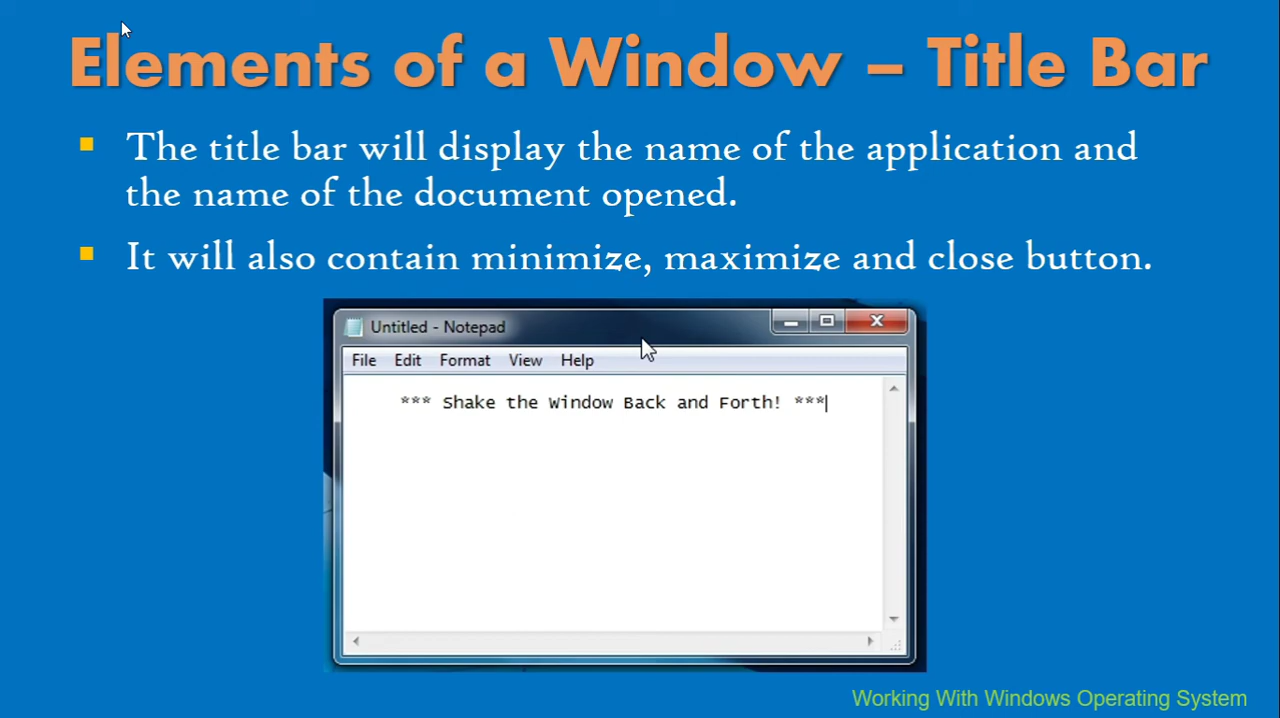 Elements of a Window – Title Bar
The title bar will display the name of the application and
the name of the document opened.
It will also contain minimize, maximize and close button.
Untitled - Notepad
File Edit Format View Help
*** Shake the Window Back and Forth! ***
Working With Windows Operating System